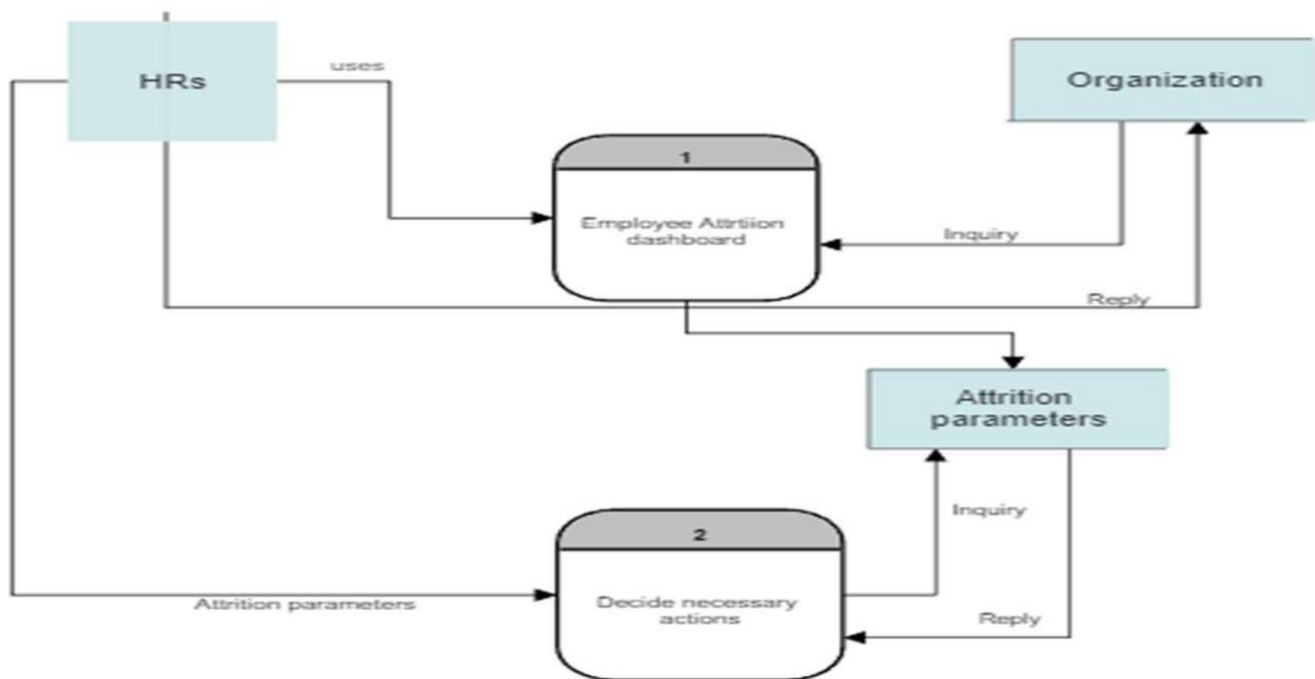 HRs
uses
Organization
1
Employee Attrtiion
dashboard
Inquiry
Reply
Attrition
parameters
Inquiry
2
Attrition parameters
Decide necessary
actions
Reply